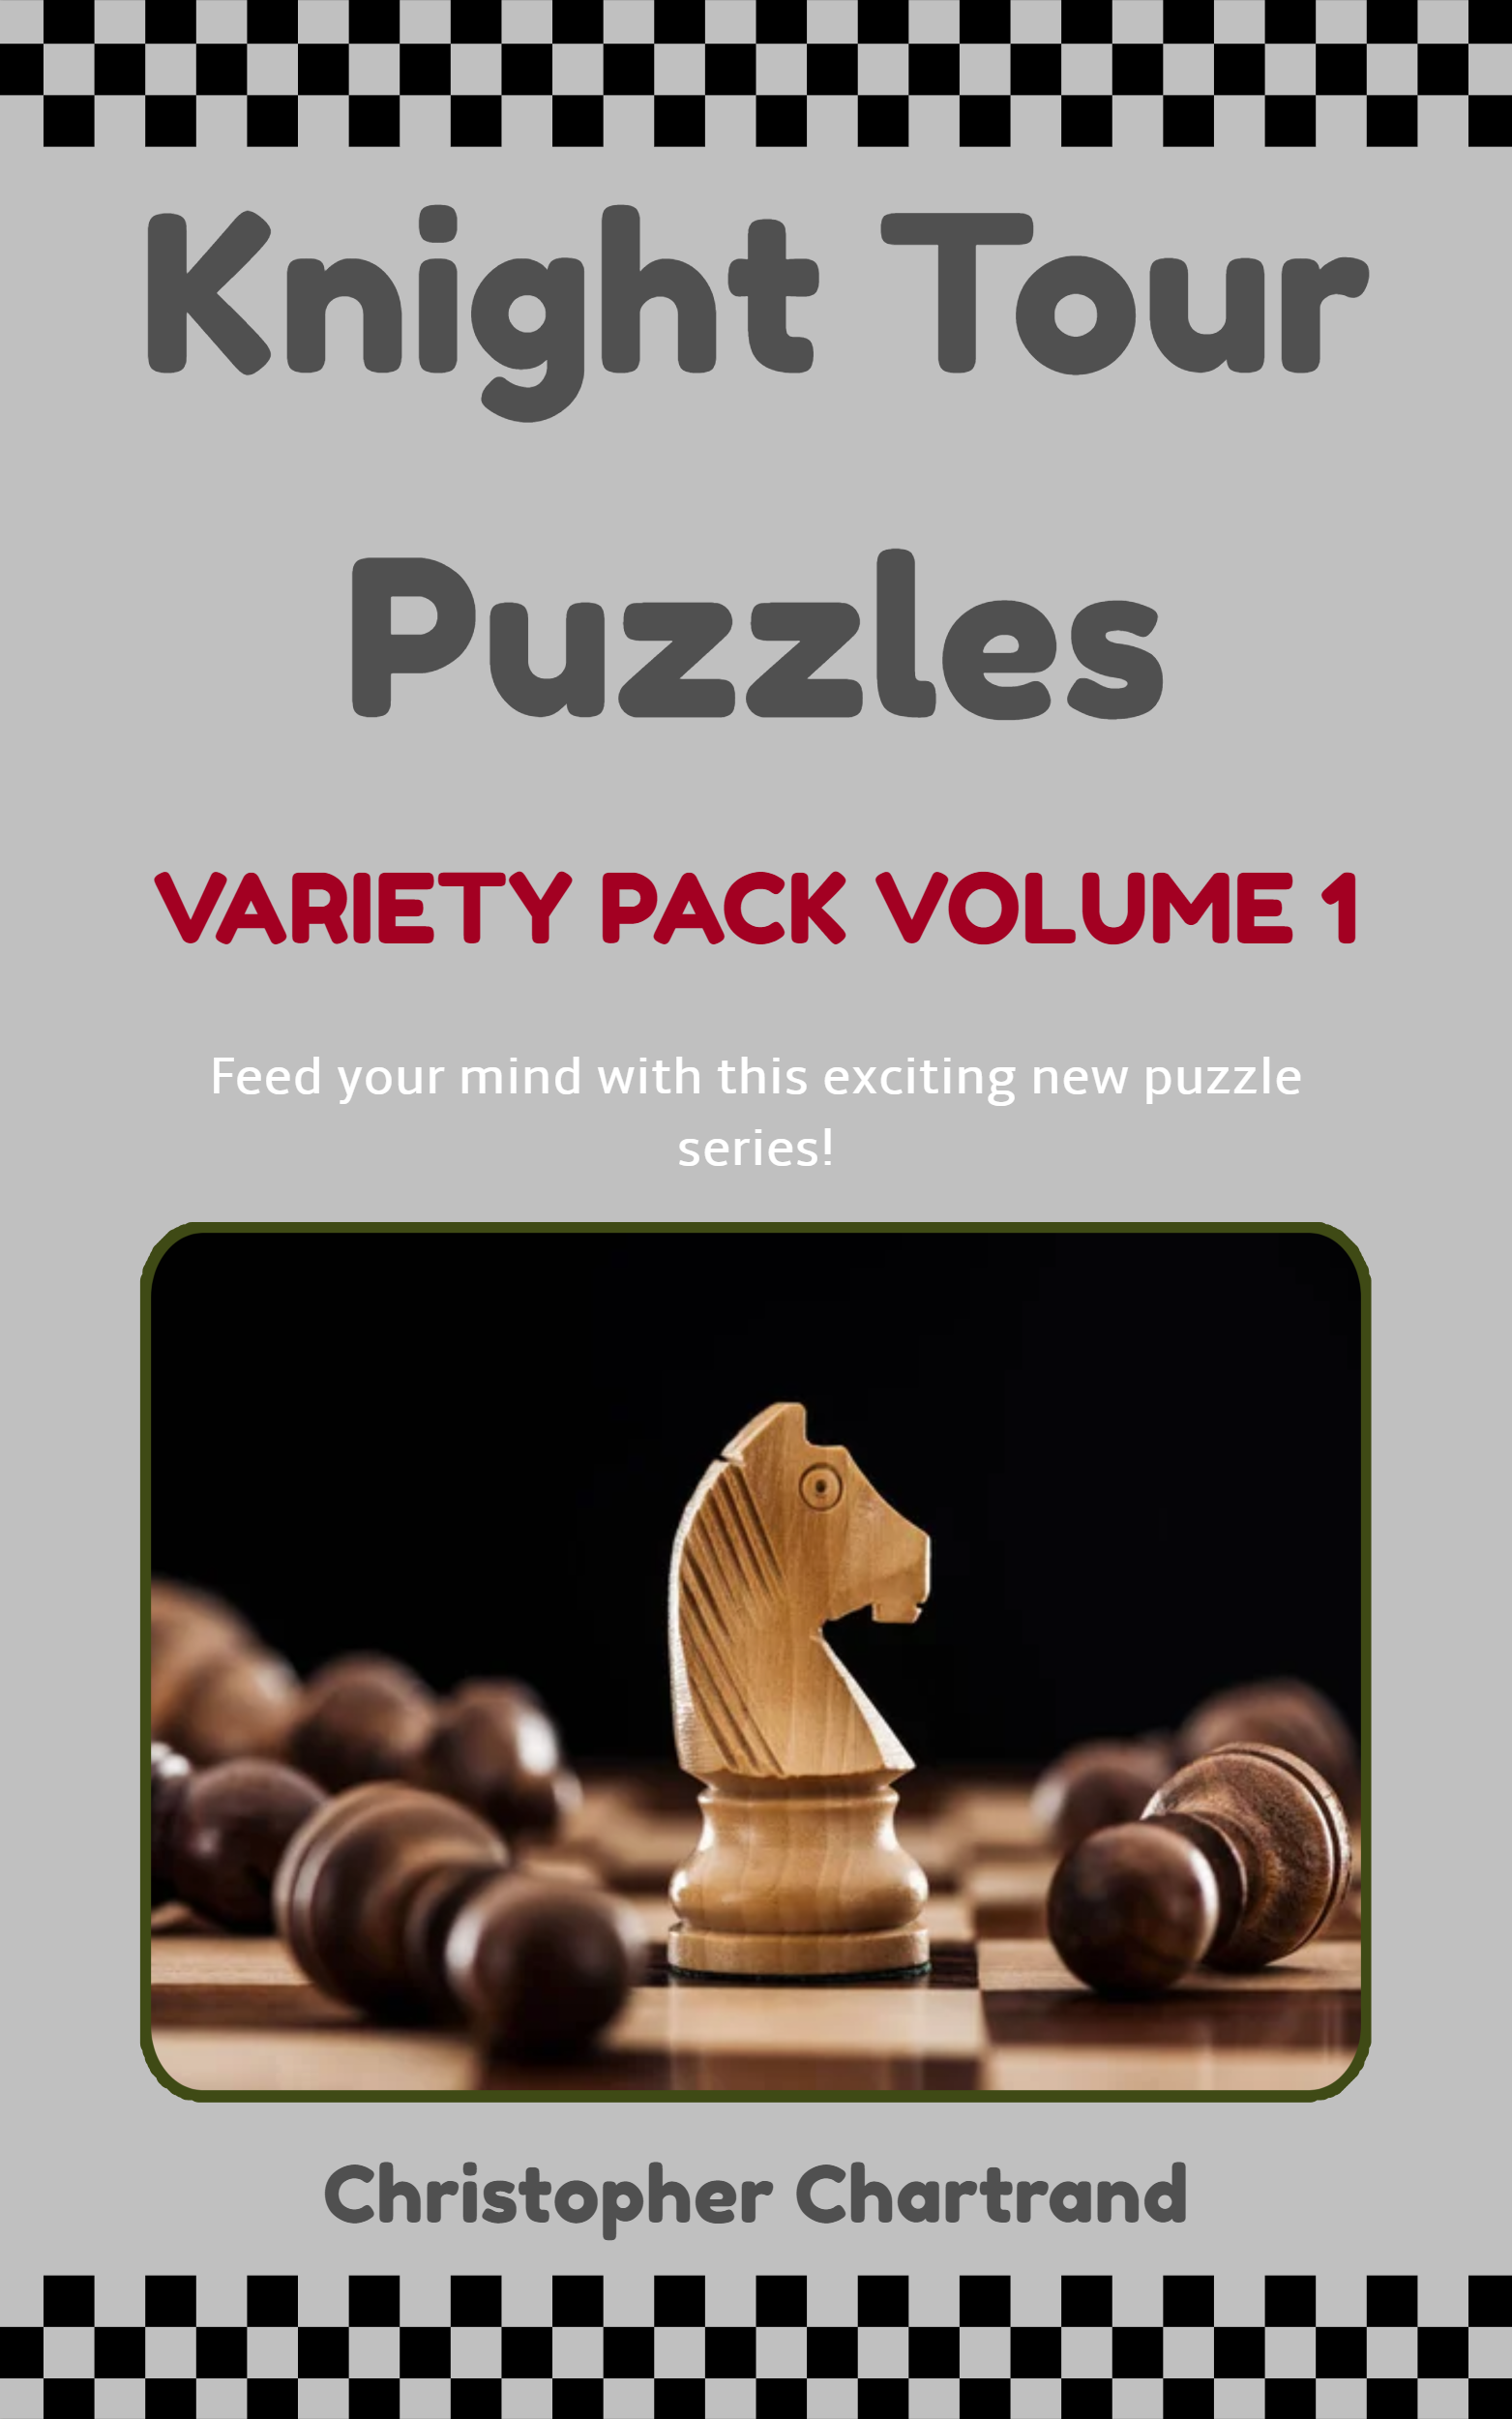 Knight Tour
Puzzles
VARIETY PACK VOLUME 1
Feed your mind with this exciting new puzzle
series!
Christopher Chartrand